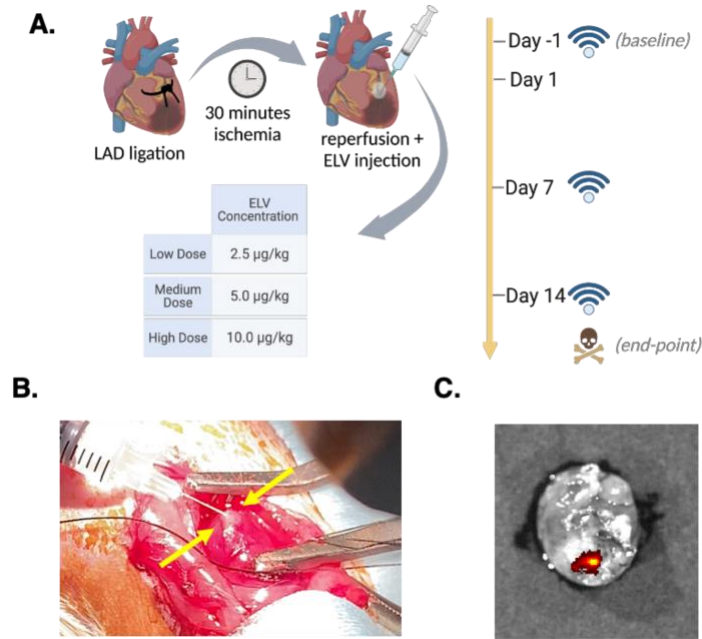 A.
LAD ligation
30 minutes
ischemia
reperfusion +
ELV injection
ELV
Concentration
Low Dose 2.5 µg/kg
Medium
Dose 5.0 µg/kg
High Dose 10.0 µg/kg
Day -1 (baseline)
Day 1
Day 7
Day 14
(end-point)
B.
C.